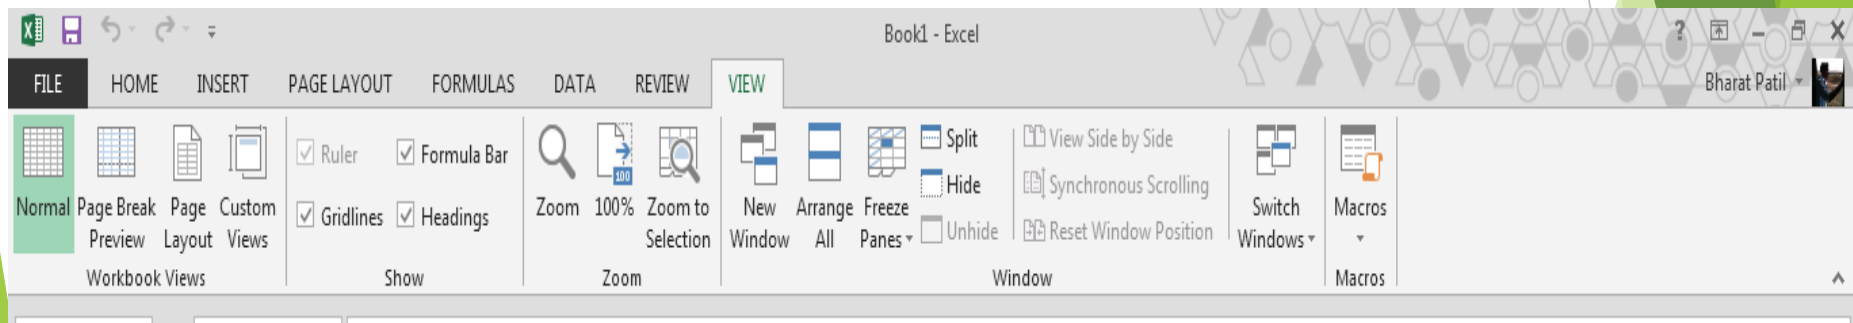 Book1 - Excel
?
FILE HOME INSERT PAGE LAYOUT FORMULAS DATA REVIEW VIEW
Bharat Patil
Normal
Page Break
Preview
Page
Layout
Custom
Views
Workbook Views
Ruler
Formula Bar
Gridlines
Headings
Show
Zoom
100
100%
Zoom to
Selection
Zoom
New
Window
Arrange
All
Freeze
Panes
Split
Hide
Unhide
View Side by Side
Synchronous Scrolling
Reset Window Position
Switch
Windows
Window
Macros
Macros